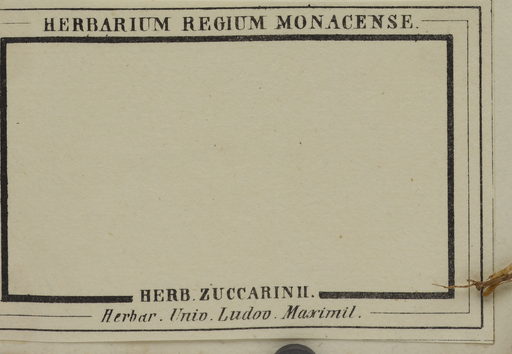 HERBARIUM REGIUM MONACENSE.
HERB. ZUCCARINII.
Herbar. Univ. Ludov. Maximil.